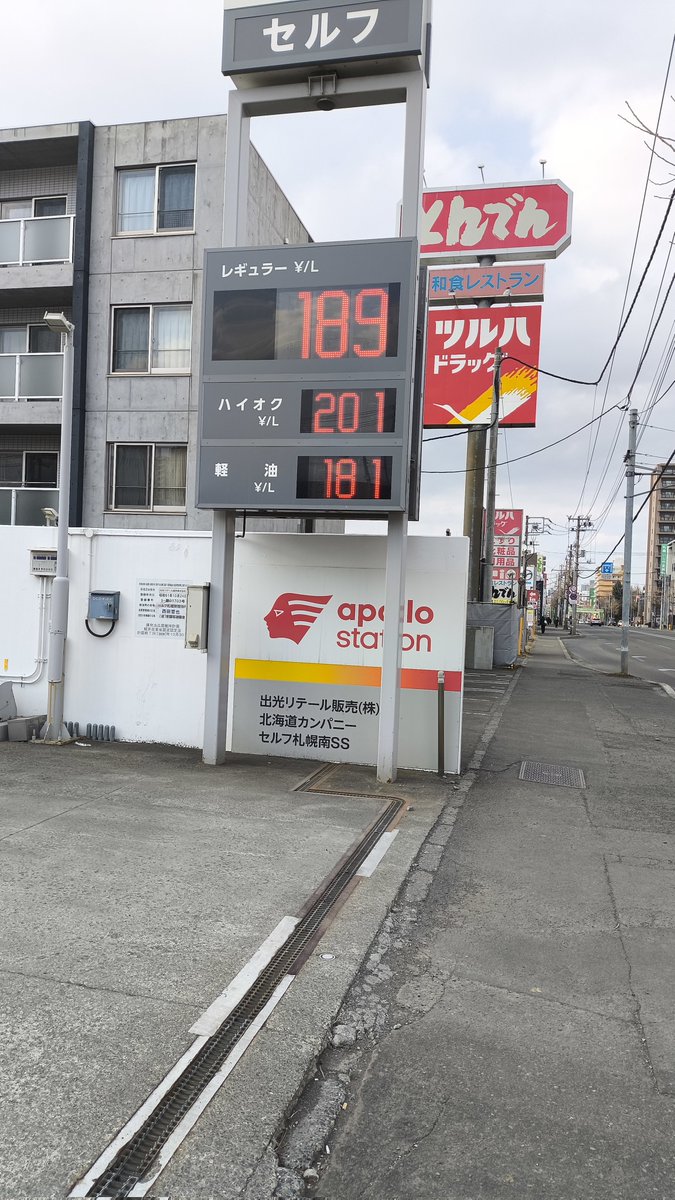 セルフ
レギュラー ¥/L
189
ハイオク
¥/L
201
軽 油
¥/L
181
とんでん
和食レストラン
ツルハ
ドラッグ
apollo
station
出光リテール販売(株)
北海道カンパニー
セルフ札幌南SS
ツルハ